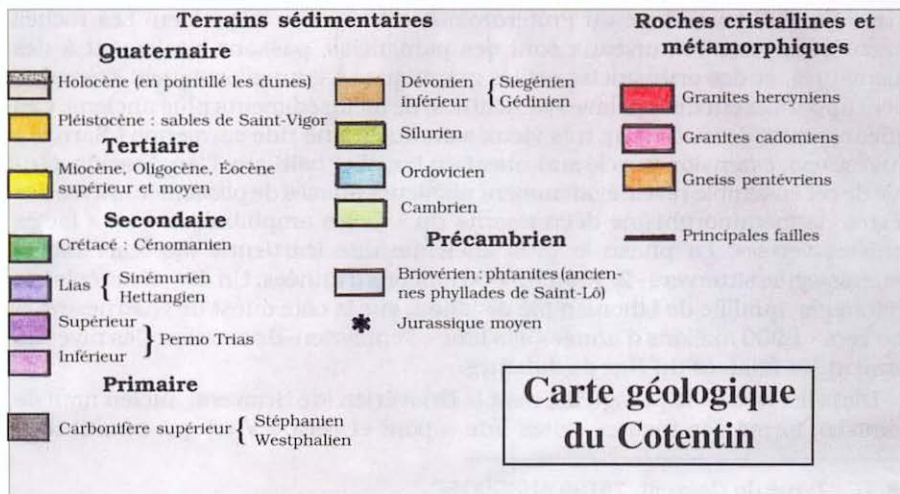 Terrains sédimentaires
Quaternaire
Holocène (en pontillé les dunes)
Pléistocène : sables de Saint-Vigor
Tertiaire
Miocène, Oligocène, Eocène
supérieur et moyen
Secondaire
Crétacé : Cénomanien
Lias { Sinémurien
Hettangien
Supérieur
Inférieur
} Permo Trias
Primaire
Carbonifère supérieur { Stéphanien
Westphalien
Dévonien
inférieur
{ Siegénien
Gédinien
Silurien
Ordovicien
Cambrien
Précambrien
Briovérien : phtanites (ancien-
nes phyllades de Saint-Lô)
* Jurassique moyen
Roches cristallines et
métamorphiques
Granites hercyniens
Granites cadomiens
Gneiss pentévriens
Principales failles
Carte géologique
du Cotentin